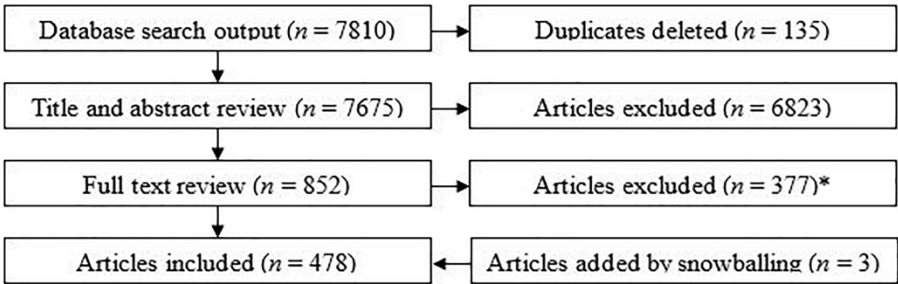 Database search output (n = 7810)
Duplicates deleted (n = 135)
Title and abstract review (n = 7675)
Articles excluded (n = 6823)
Full text review (n = 852)
Articles excluded (n = 377)*
Articles included (n = 478)
Articles added by snowballing (n = 3)